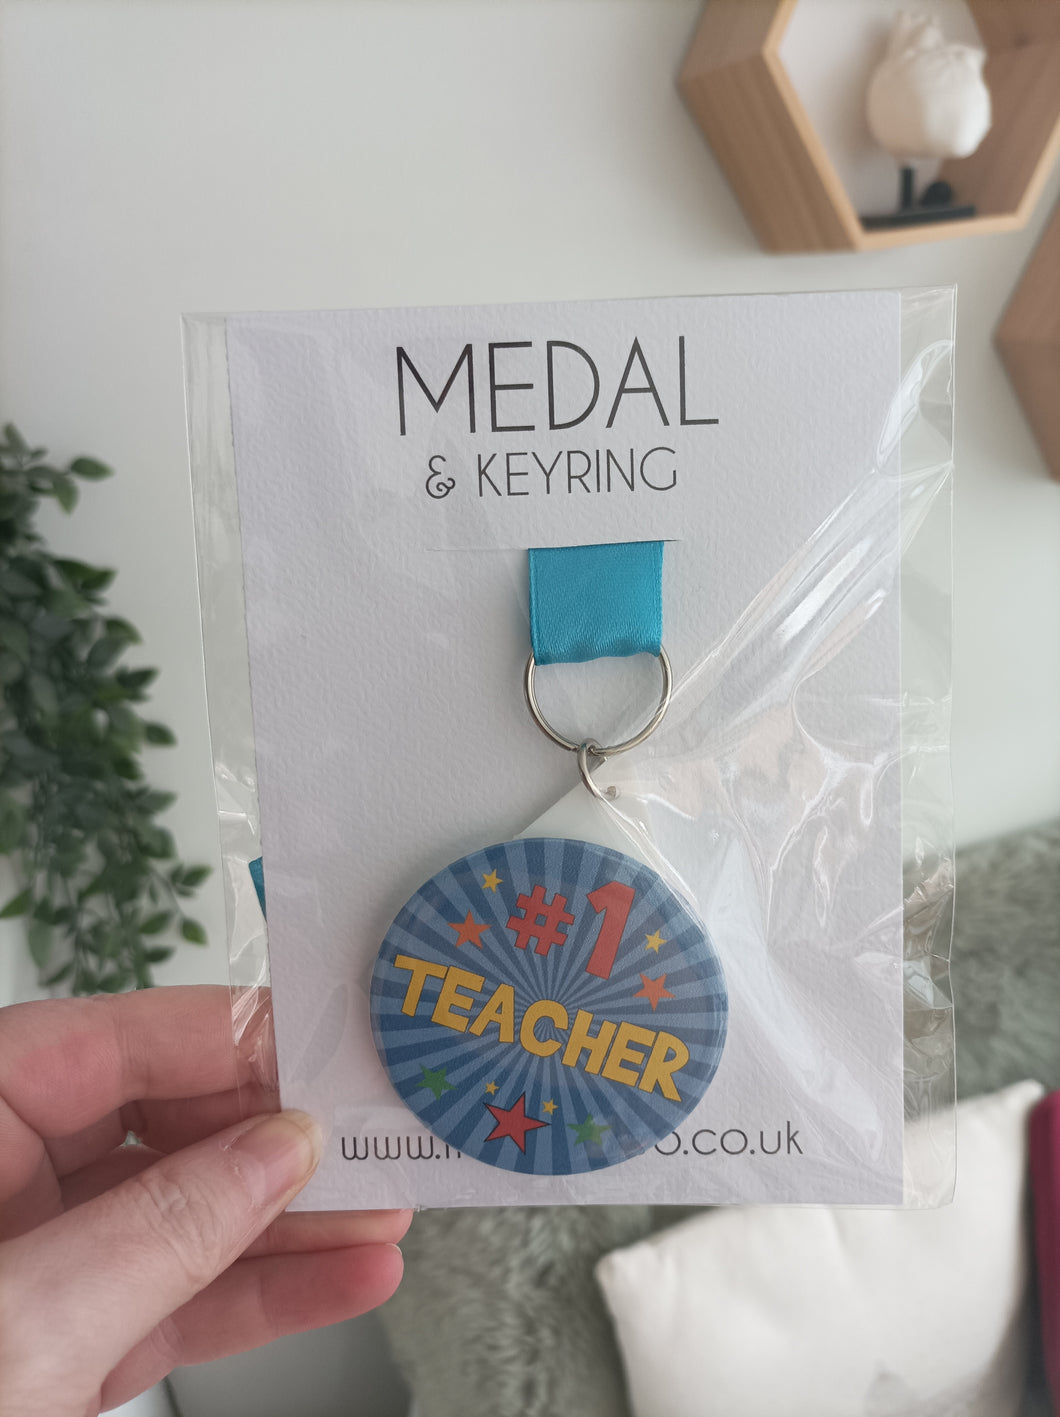 MEDAL
& KEYRING
#1
TEACHER